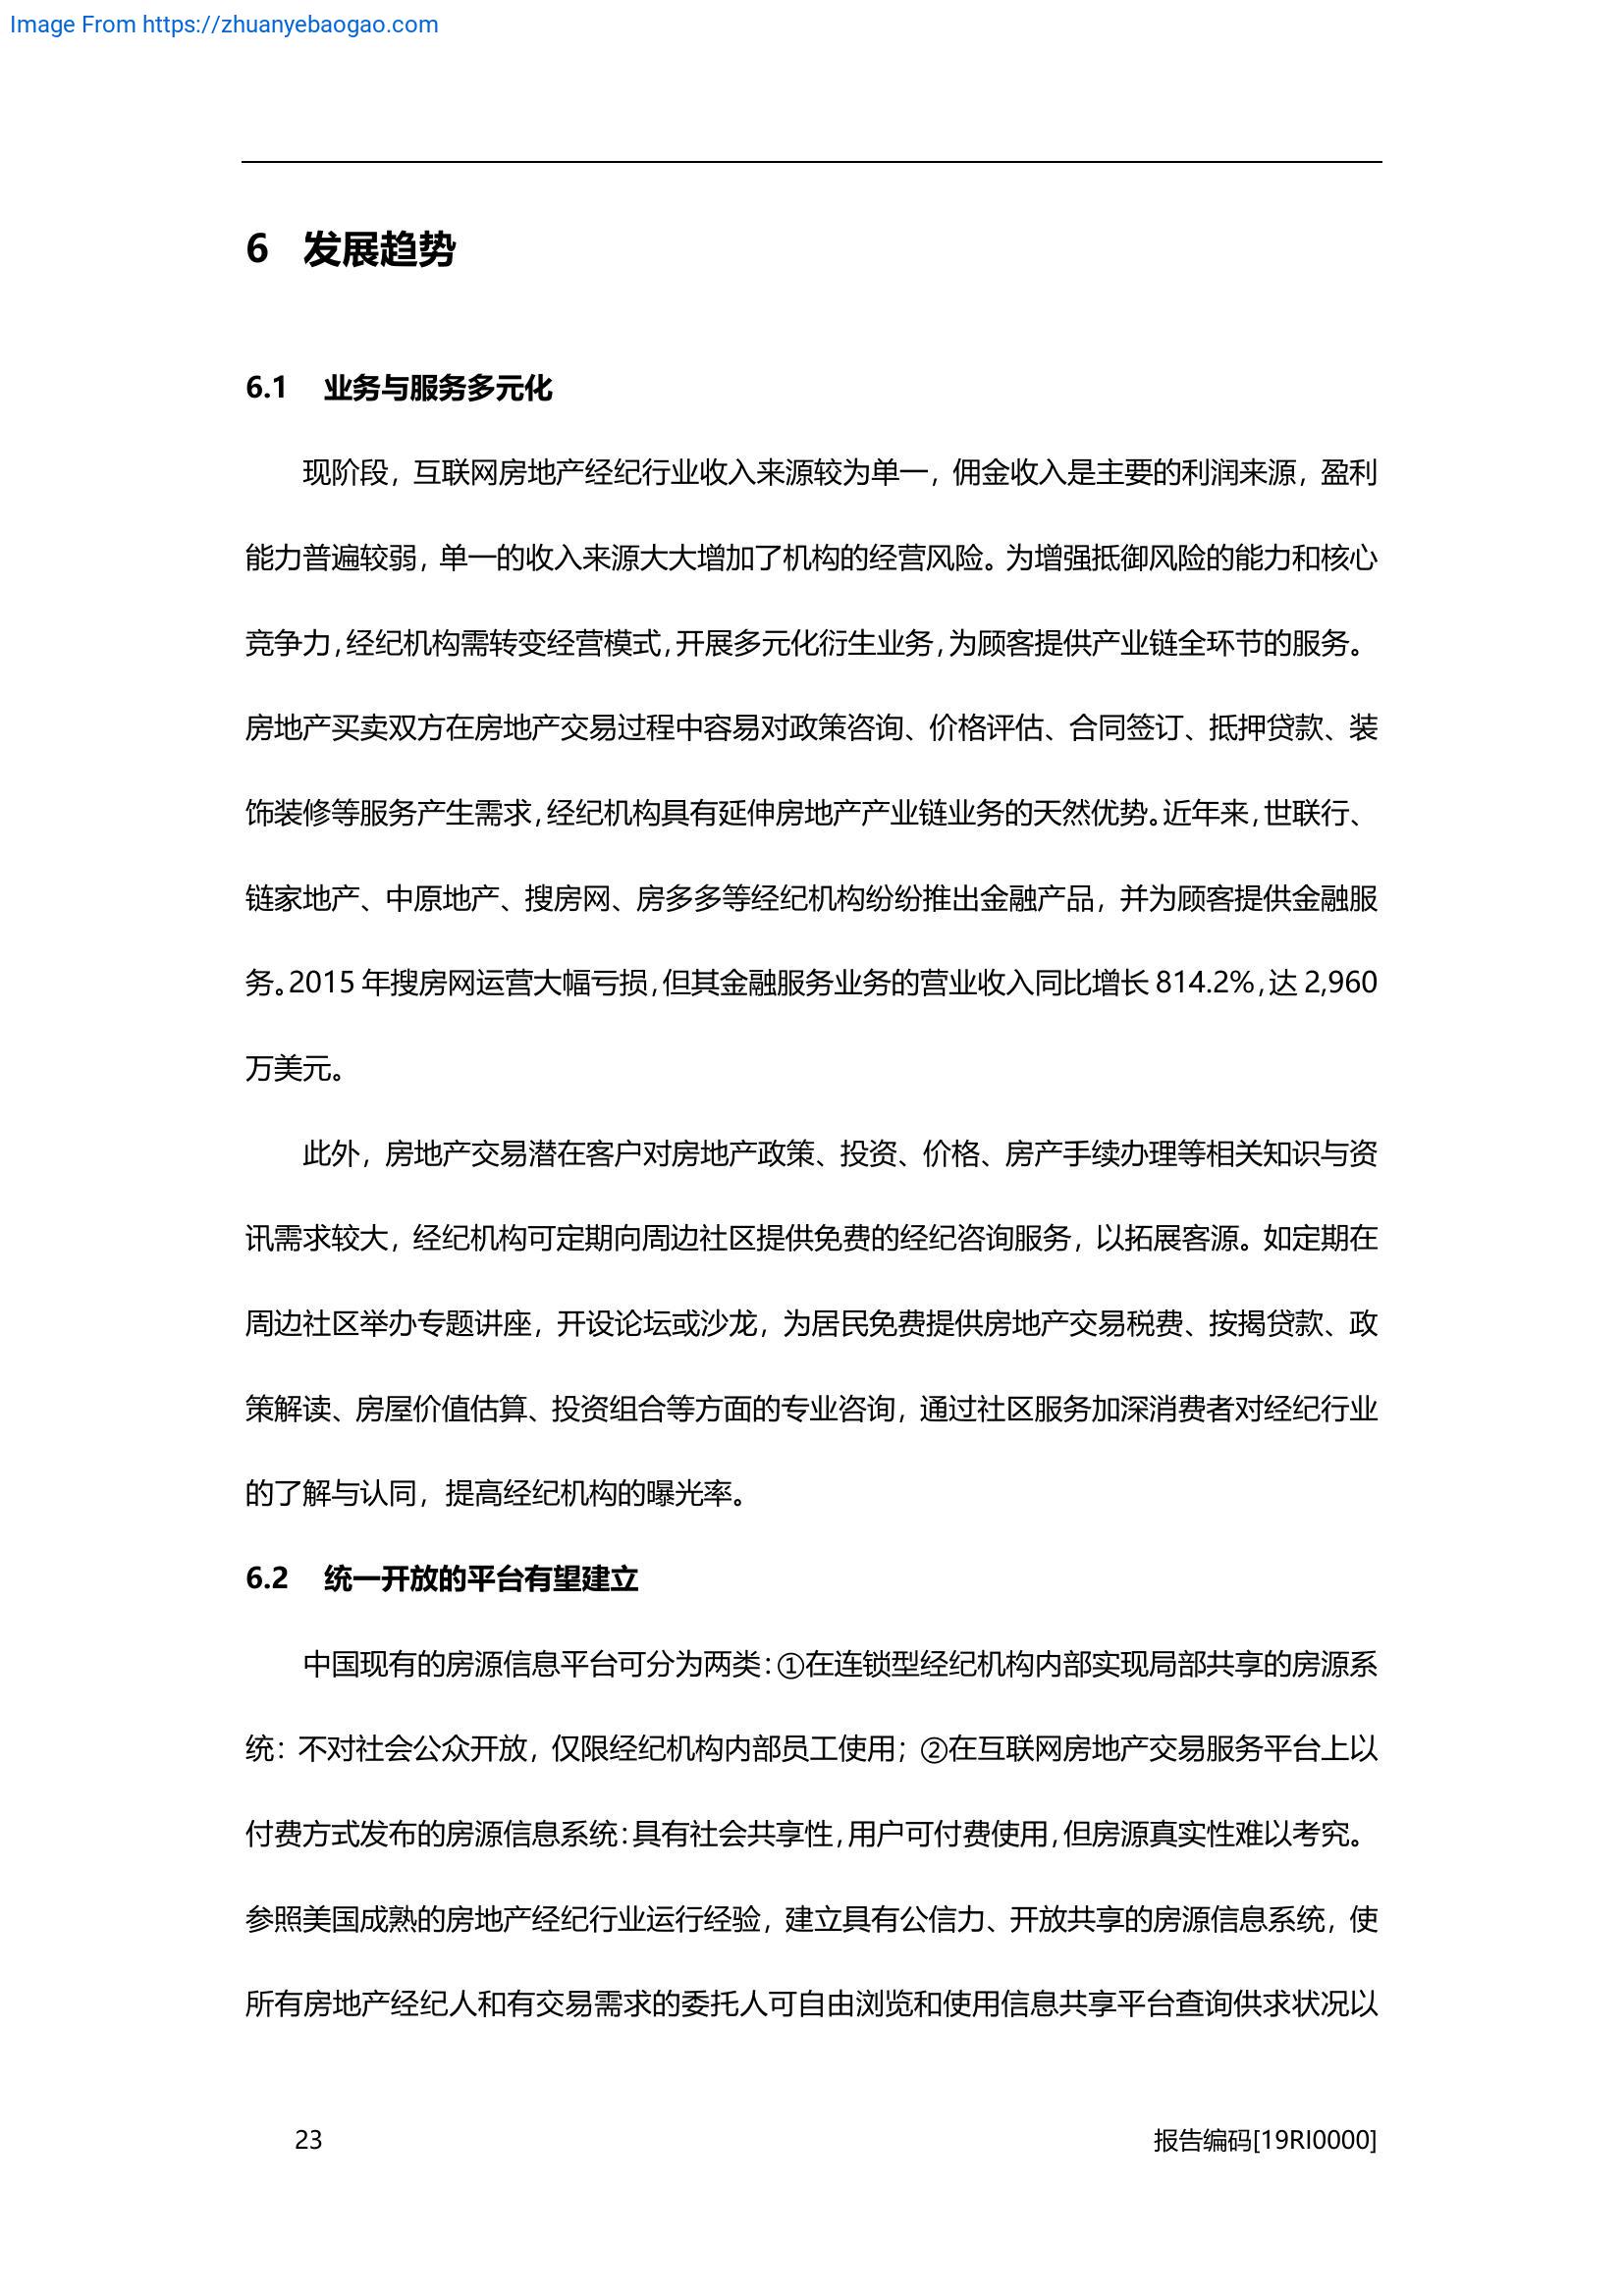 Image From https://zhuanyebaogao.com
6 发展趋势
6.1 业务与服务多元化
现阶段，互联网房地产经纪行业收入来源较为单一，佣金收入是主要的利润来源，盈利
能力普遍较弱，单一的收入来源大大增加了机构的经营风险。为增强抵御风险的能力和核心
竞争力，经纪机构需转变经营模式，开展多元化衍生业务，为顾客提供产业链全环节的服务。
房地产买卖双方在房地产交易过程中容易对政策咨询、价格评估、合同签订、抵押贷款、装
饰装修等服务产生需求，经纪机构具有延伸房地产产业链业务的天然优势。近年来，世联行、
链家地产、中原地产、搜房网、房多多等经纪机构纷纷推出金融产品，并为顾客提供金融服
务。2015 年搜房网运营大幅亏损，但其金融服务业务的营业收入同比增长 814.2%，达 2,960
万美元。
此外，房地产交易潜在客户对房地产政策、投资、价格、房产手续办理等相关知识与资
讯需求较大，经纪机构可定期向周边社区提供免费的经纪咨询服务，以拓展客源。如定期在
周边社区举办专题讲座，开设论坛或沙龙，为居民免费提供房地产交易税费、按揭贷款、政
策解读、房屋价值估算、投资组合等方面的专业咨询，通过社区服务加深消费者对经纪行业
的了解与认同，提高经纪机构的曝光率。
6.2 统一开放的平台有望建立
中国现有的房源信息平台可分为两类：①在连锁型经纪机构内部实现局部共享的房源系
统：不对社会公众开放，仅限经纪机构内部员工使用；②在互联网房地产交易服务平台上以
付费方式发布的房源信息系统：具有社会共享性，用户可付费使用，但房源真实性难以考究。
参照美国成熟的房地产经纪行业运行经验，建立具有公信力、开放共享的房源信息系统，使
所有房地产经纪人和有交易需求的委托人可自由浏览和使用信息共享平台查询供求状况以
23
报告编码[19RI0000]